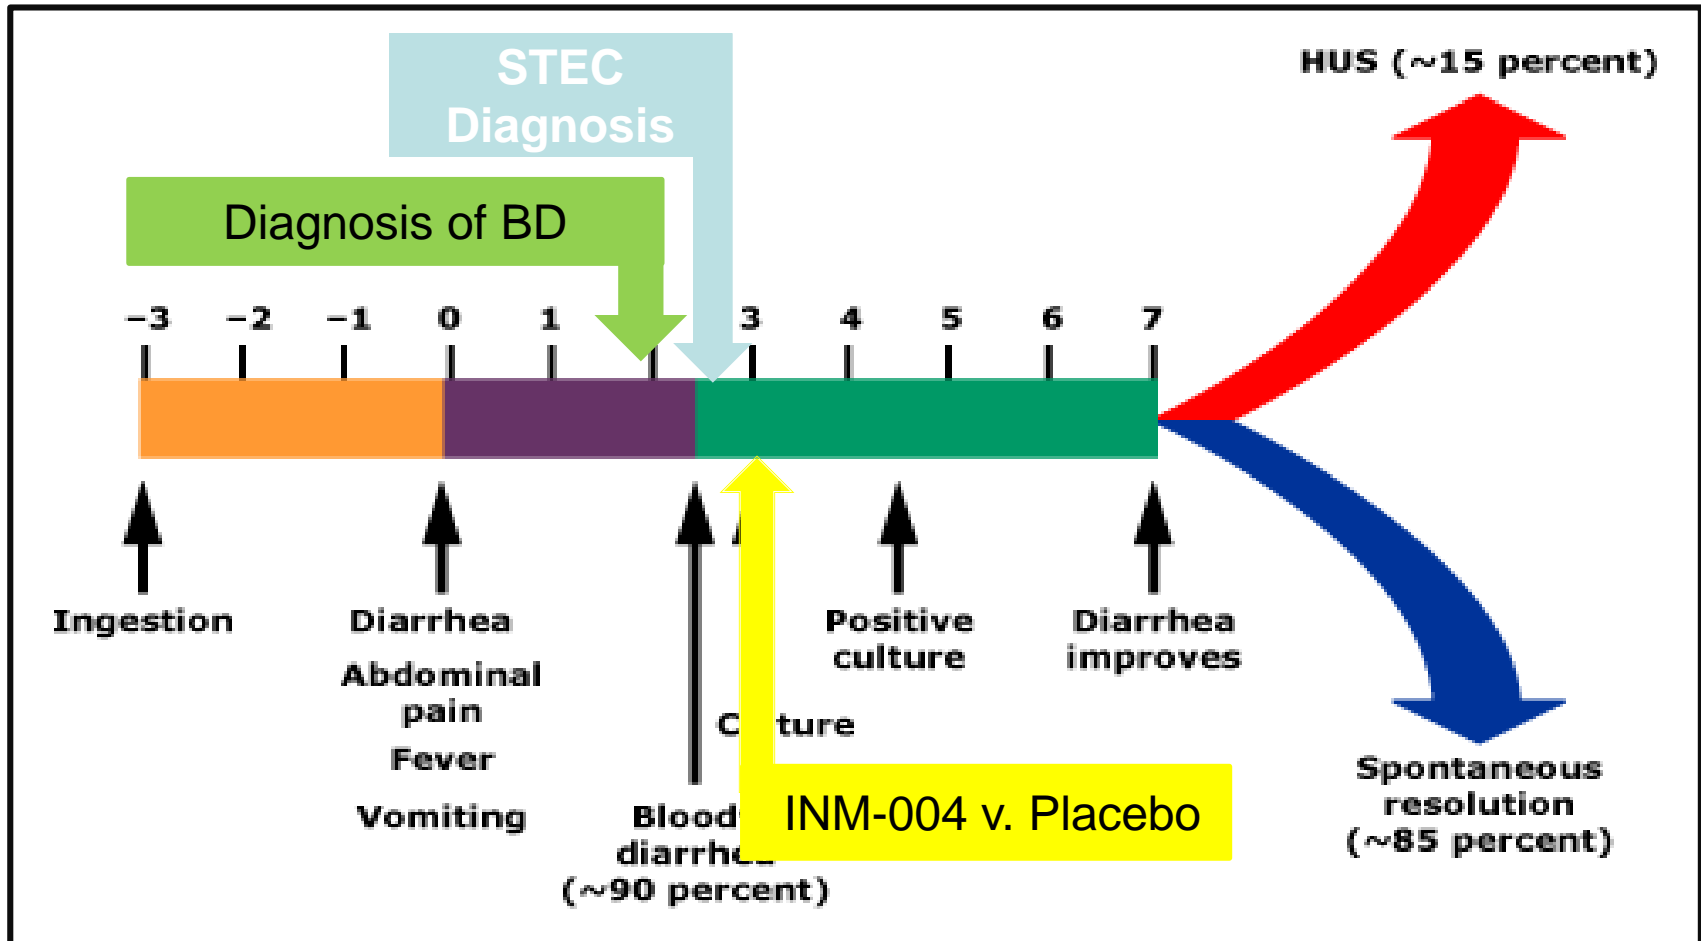 STEC
Diagnosis
HUS (~15 percent)
Diagnosis of BD
−3 −2 −1 0 1 3 4 5 6 7
Ingestion
Diarrhea
Abdominal
pain
Fever
Vomiting
Positive
culture
Diarrhea
improves
INM-004 v. Placebo
diarrhea
(~90 percent)
Spontaneous
resolution
(~85 percent)